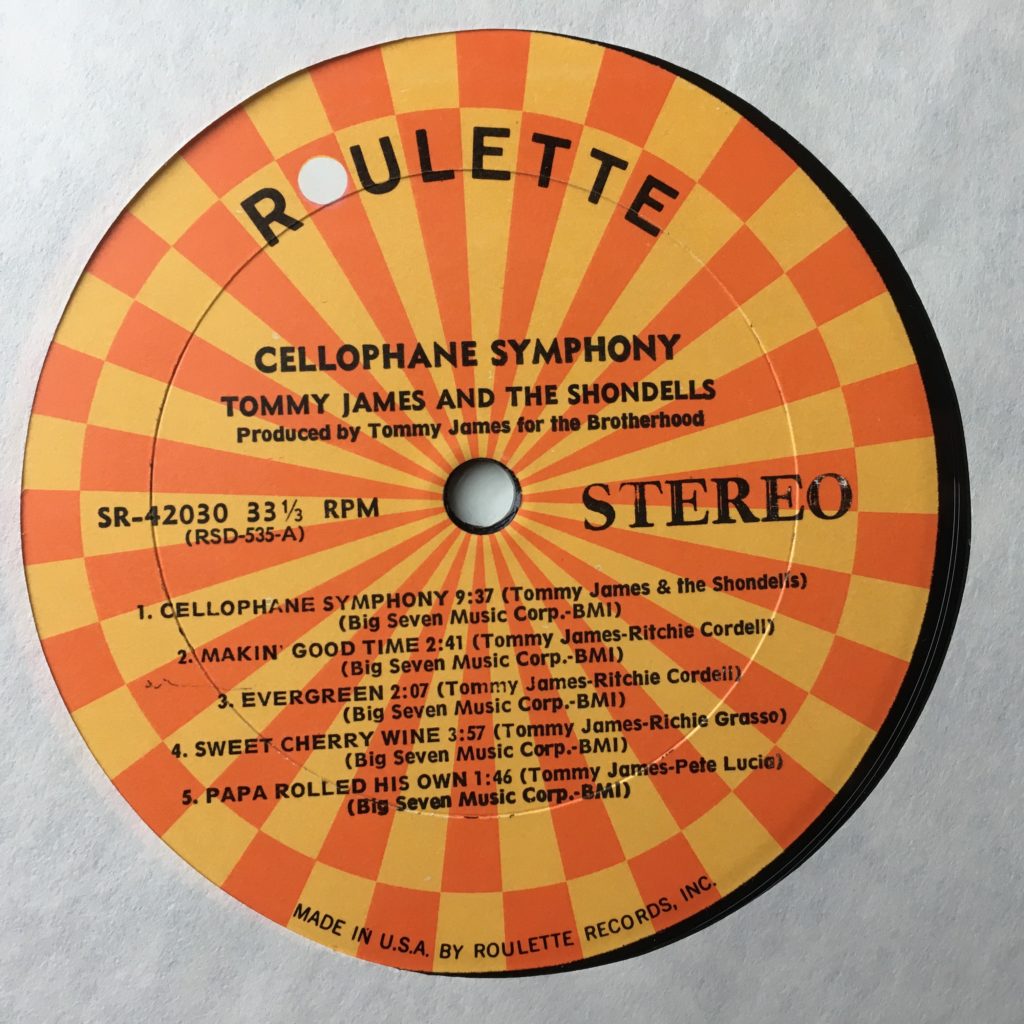 ROULETTE
CELLOPHANE SYMPHONY
TOMMY JAMES AND THE SHONDELLS
Produced by Tommy James for the Brotherhood
SR-42030 33 1/3 RPM
(RSD-535-A)
STEREO
1. CELLOPHANE SYMPHONY 9:37 (Tommy James & the Shondells)
(Big Seven Music Corp.-BMI)
2. MAKIN' GOOD TIME 2:41 (Tommy James-Ritchie Cordell)
(Big Seven Music Corp.-BMI)
3. EVERGREEN 2:07 (Tommy James-Ritchie Cordell)
(Big Seven Music Corp.-BMI)
4. SWEET CHERRY WINE 3:57 (Tommy James-Richie Grasso)
(Big Seven Music Corp.-BMI)
5. PAPA ROLLED HIS OWN 1:46 (Tommy James-Pete Lucia)
(Big Seven Music Corp.-BMI)
MADE IN U.S.A. BY ROULETTE RECORDS, INC.